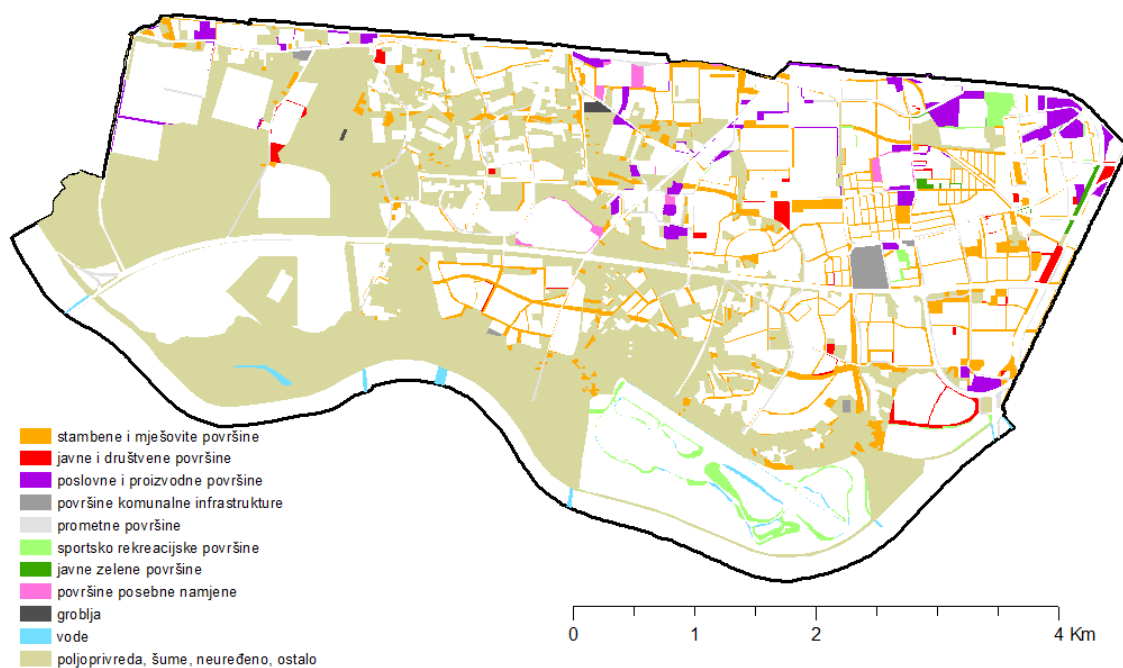 stambene i mješovite površine
javne i društvene površine
poslovne i proizvodne površine
površine komunalne infrastrukture
prometne površine
sportsko rekreacijske površine
javne zelene površine
površine posebne namjene
groblja
vode
poljoprivreda, šume, neuređeno, ostalo
0 1 2 4 Km